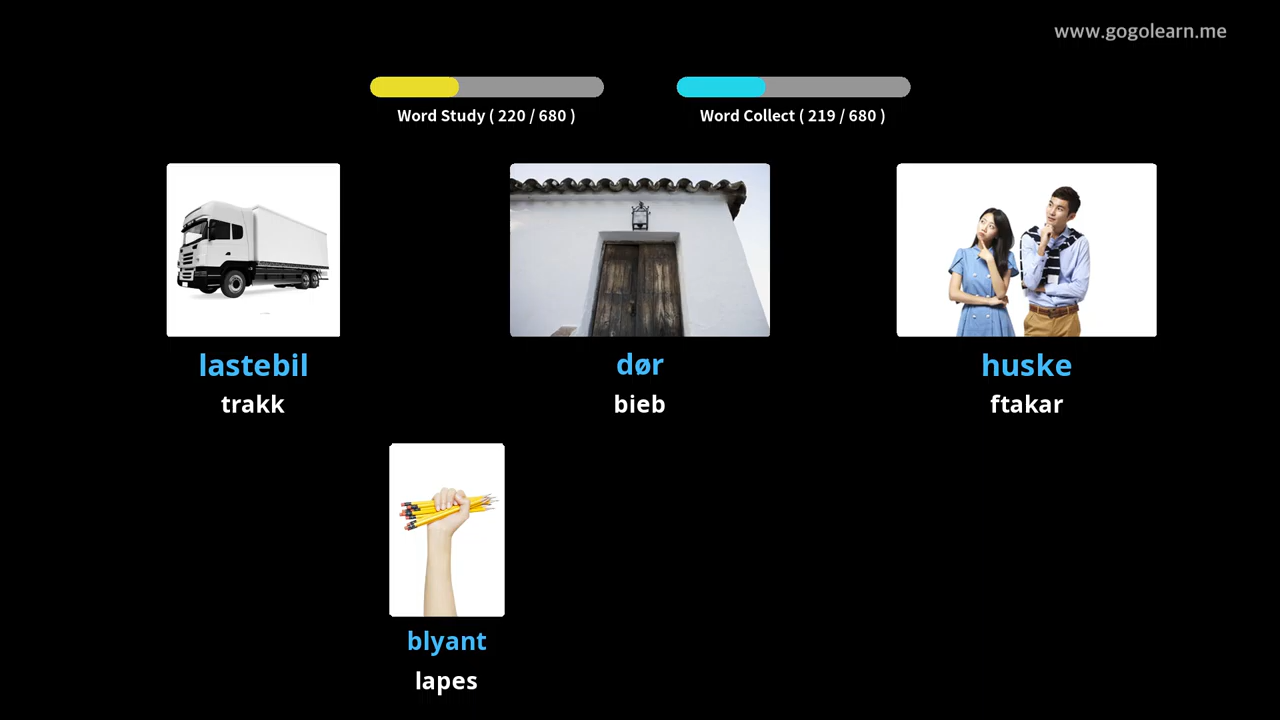 www.gogolearn.me
Word Study ( 220 / 680 )
Word Collect ( 219 / 680 )
lastebil
dør
huske
trakk
bieb
ftakar
blyant
lapes